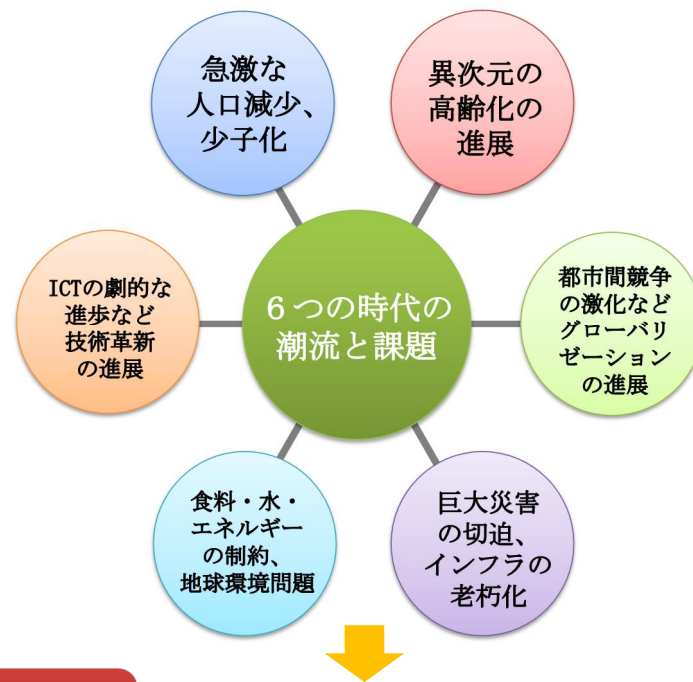 急激な
人口減少、
少子化
異次元の
高齢化の
進展
ICTの劇的な
進歩など
技術革新
の進展
6つの時代の
潮流と課題
都市間競争
の激化など
グローバリ
ゼーション
の進展
食料・水・
エネルギー
の制約、
地球環境問題
巨大災害
の切迫、
インフラの
老朽化